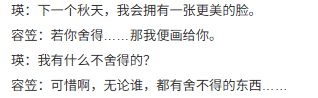 瑛：下一个秋天，我会拥有一张更美的脸。
容笠：若你舍得……那我便画给你。
瑛：我有什么不舍得的？
容笠：可惜啊，无论谁，都有舍不得的东西……